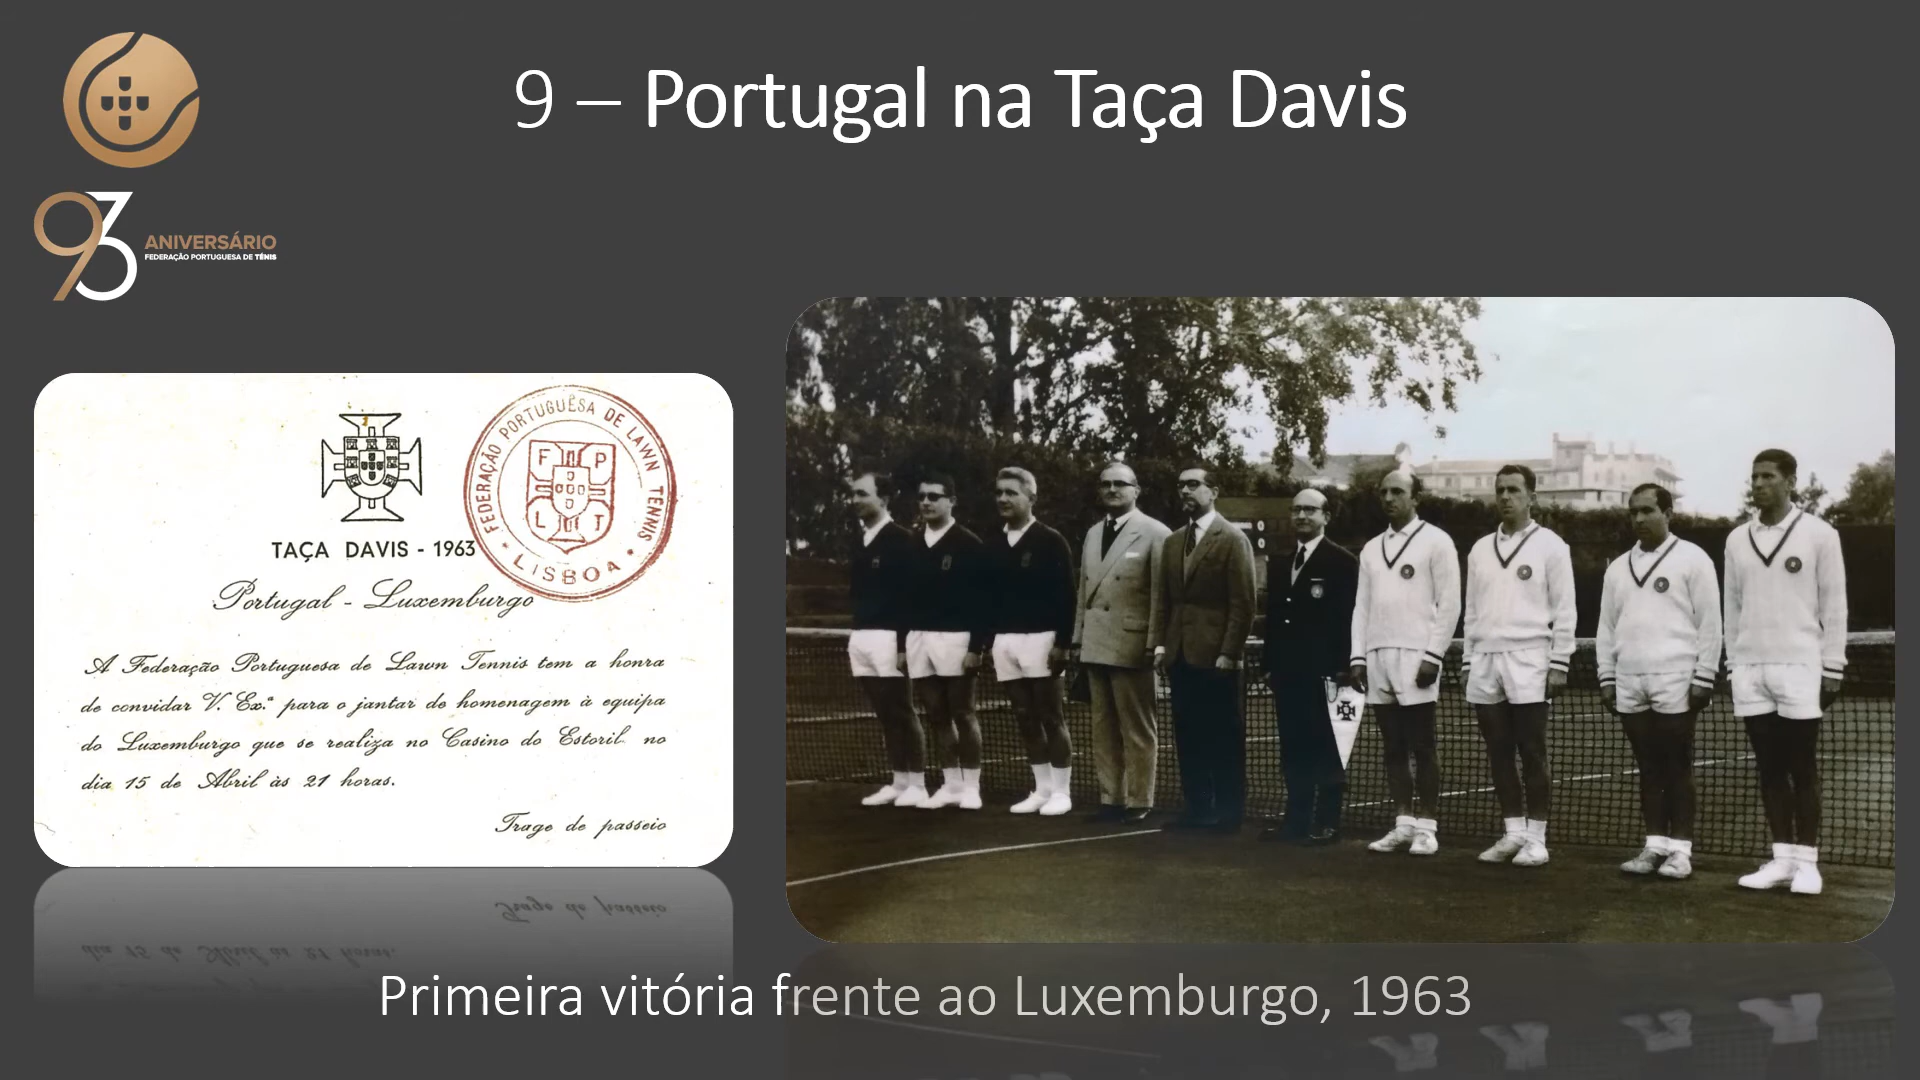 9 – Portugal na Taça Davis
93
ANIVERSÁRIO
FEDERAÇÃO PORTUGUESA DE TÉNIS
FEDERAÇÃO PORTUGUÊSA DE LAWN TENNIS
F P
L T
• LISBOA •
TAÇA DAVIS - 1963
Portugal - Luxemburgo
A Federação Portuguesa de Lawn Tennis tem a honra
de convidar V. Ex.ª para o jantar de homenagem à equipa
do Luxemburgo que se realiza no Casino do Estoril no
dia 15 de Abril às 21 horas.
Trage de passeio
0
0
Primeira vitória frente ao Luxemburgo, 1963